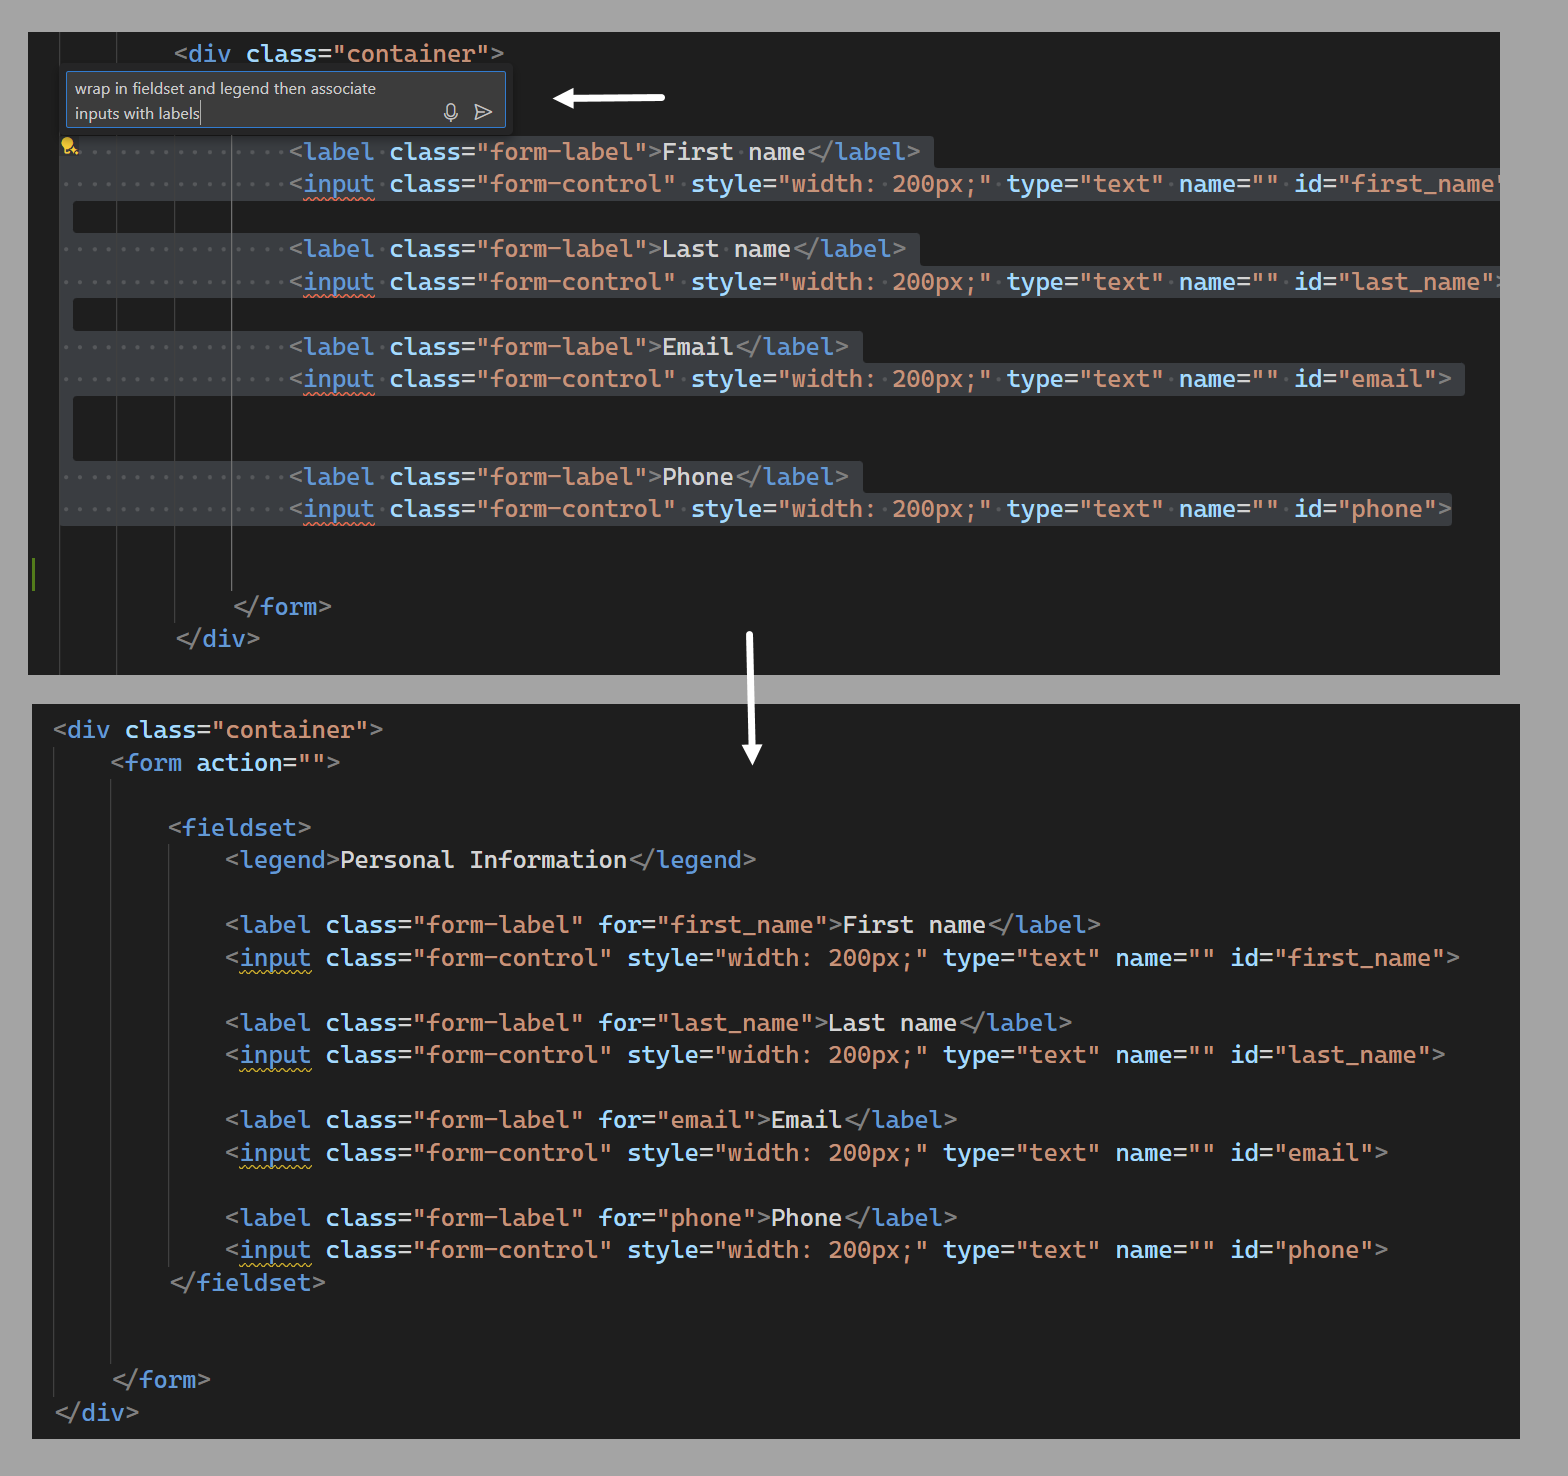 <div class="container">
wrap in fieldset and legend then associate
inputs with labels
<label class="form-label">First name</label>
<input class="form-control" style="width: 200px;" type="text" name="" id="first_name"
<label class="form-label">Last name</label>
<input class="form-control" style="width: 200px;" type="text" name="" id="last_name">
<label class="form-label">Email</label>
<input class="form-control" style="width: 200px;" type="text" name="" id="email">
<label class="form-label">Phone</label>
<input class="form-control" style="width: 200px;" type="text" name="" id="phone">
</form>
</div>
<div class="container">
<form action="">
<fieldset>
<legend>Personal Information</legend>
<label class="form-label" for="first_name">First name</label>
<input class="form-control" style="width: 200px;" type="text" name="" id="first_name">
<label class="form-label" for="last_name">Last name</label>
<input class="form-control" style="width: 200px;" type="text" name="" id="last_name">
<label class="form-label" for="email">Email</label>
<input class="form-control" style="width: 200px;" type="text" name="" id="email">
<label class="form-label" for="phone">Phone</label>
<input class="form-control" style="width: 200px;" type="text" name="" id="phone">
</fieldset>
</form>
</div>